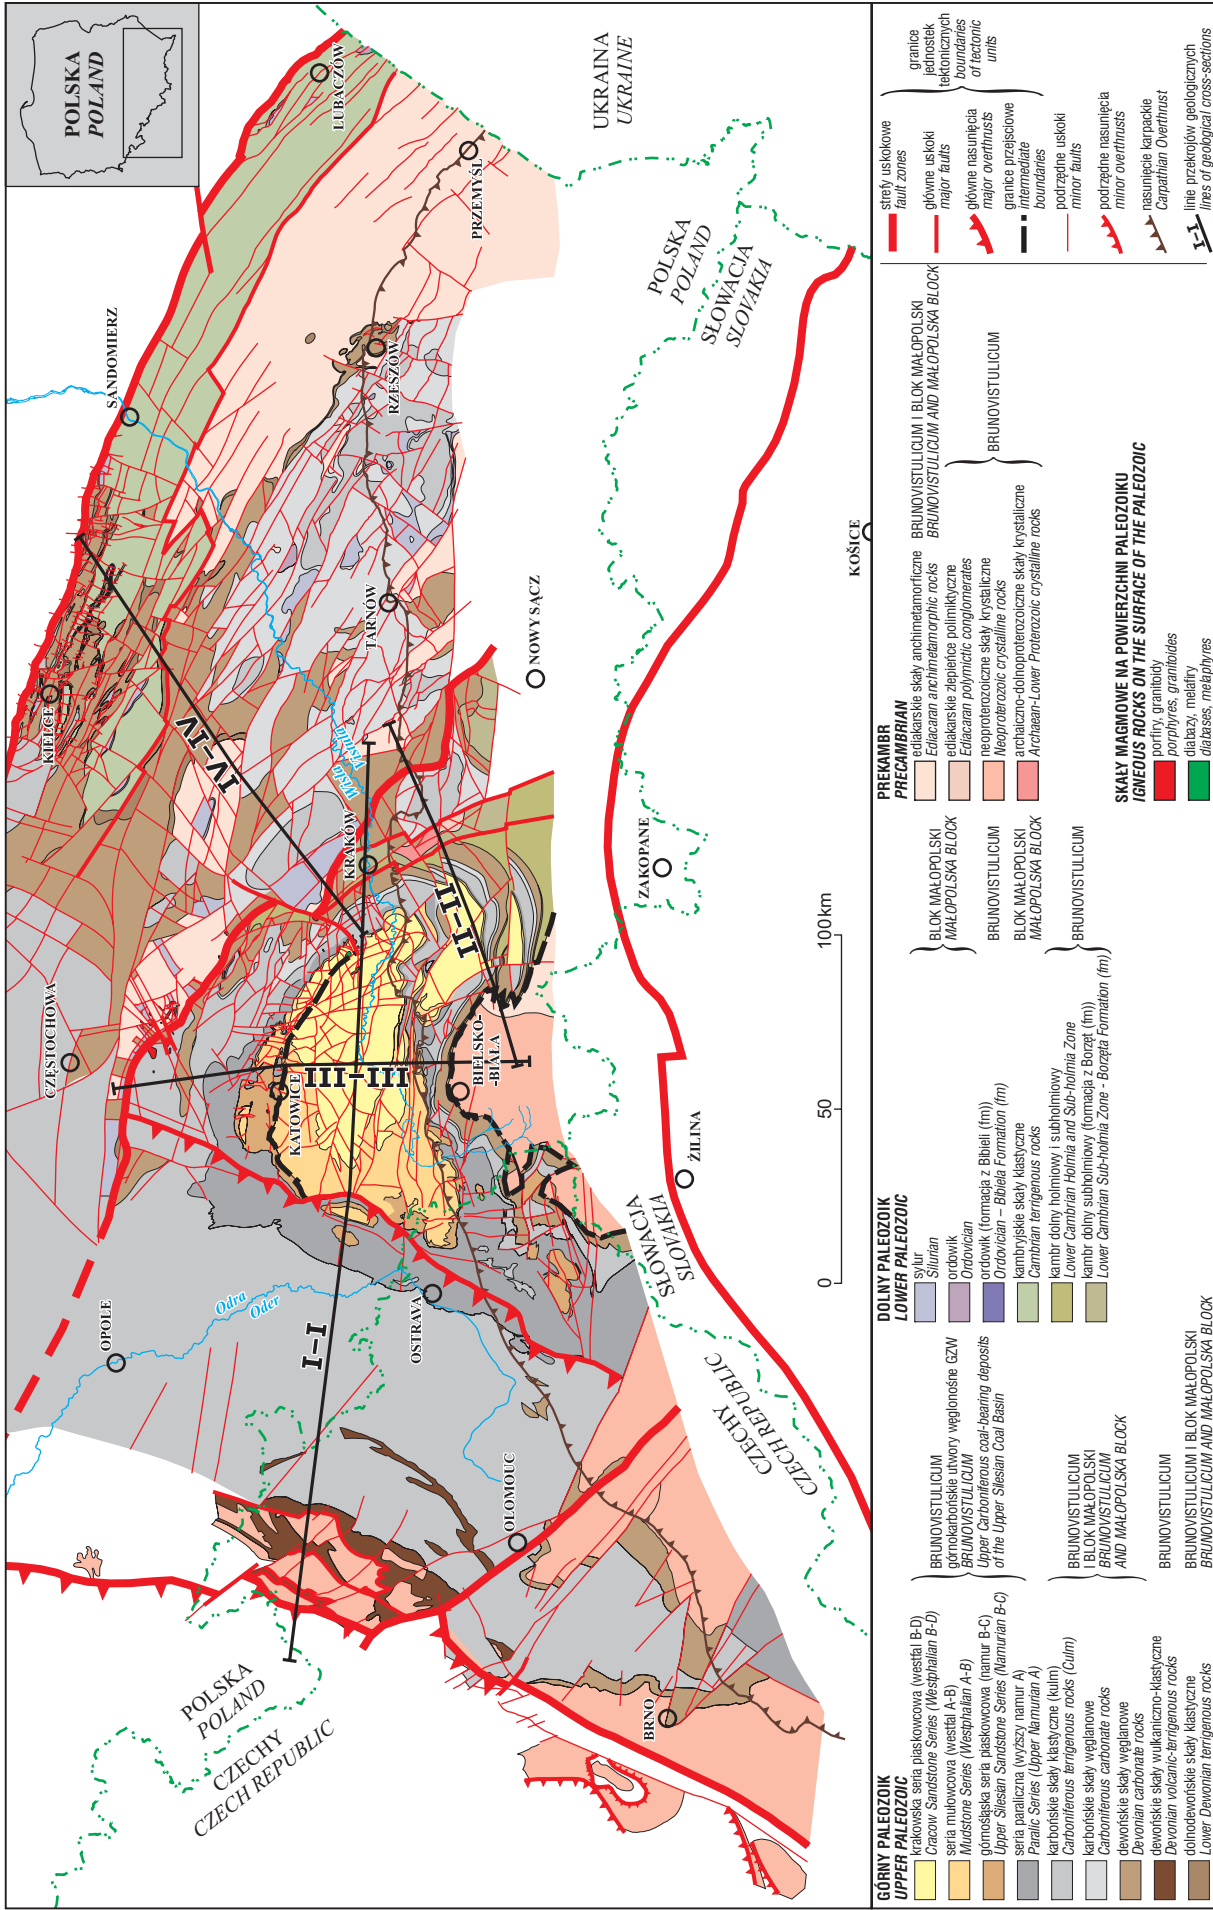 POLSKA
POLAND
UKRAINA
UKRAINE
LUBACZÓW
PRZEMYŚL
SANDOMIERZ
RZESZÓW
POLSKA
POLAND
SŁOWACJA
SLOVAKIA
KIELCE
TARNÓW
NOWY SĄCZ
KOŠICE
IV–IV
Wisła
Vistula
KRAKÓW
ZAKOPANE
II–II
CZĘSTOCHOWA
KATOWICE
III–III
BIELSKO-
-BIAŁA
ŽILINA
SŁOWACJA
SLOVAKIA
OPOLE
Odra
Oder
I–I
OSTRAVA
OLOMOUC
CZECHY
CZECH REPUBLIC
POLSKA
POLAND
CZECHY
CZECH REPUBLIC
BRNO
0
50
100km
GÓRNY PALEOZOIK
UPPER PALEOZOIC
krakowska seria piaskowcowa (westfal B-D)
Cracow Sandstone Series (Westphalian B-D)
seria mułowcowa (westfal A-B)
Mudstone Series (Westphalian A-B)
górnośląska seria piaskowcowa (namur B-C)
Upper Silesian Sandstone Series (Namurian B-C)
seria paraliczna (wyższy namur A)
Paralic Series (Upper Namurian A)
BRUNOVISTULICUM
górnokarbońskie utwory węglonośne GZW
BRUNOVISTULICUM
Upper Carboniferous coal-bearing deposits
of the Upper Silesian Coal Basin
karbońskie skały klastyczne (kulm)
Carboniferous terrigenous rocks (Culm)
karbońskie skały węglanowe
Carboniferous carbonate rocks
dewońskie skały węglanowe
Devonian carbonate rocks
BRUNOVISTULICUM
I BLOK MAŁOPOLSKI
BRUNOVISTULICUM
AND MAŁOPOLSKA BLOCK
dewońskie skały wulkaniczno-klastyczne
Devonian volcanic-terrigenous rocks
BRUNOVISTULICUM
dolnodewońskie skały klastyczne
Lower Devonian terrigenous rocks
BRUNOVISTULICUM I BLOK MAŁOPOLSKI
BRUNOVISTULICUM AND MAŁOPOLSKA BLOCK
DOLNY PALEOZOIK
LOWER PALEOZOIC
sylur
Silurian
ordowik
Ordovician
BLOK MAŁOPOLSKI
MAŁOPOLSKA BLOCK
ordowik (formacja z Bibieli (fm))
Ordovician – Bibiela Formation (fm)
BRUNOVISTULICUM
kambryjskie skały klastyczne
Cambrian terrigenous rocks
BLOK MAŁOPOLSKI
MAŁOPOLSKA BLOCK
kambr dolny holmiowy i subholmiowy
Lower Cambrian Holmia and Sub-holmia Zone
kambr dolny subholmiowy (formacja z Borzęt (fm))
Lower Cambrian Sub-holmia Zone - Borzęta Formation (fm)
BRUNOVISTULICUM
PREKAMBR
PRECAMBRIAN
ediakarskie skały anchimetamorficzne
Ediacaran anchimetamorphic rocks
BRUNOVISTULICUM I BLOK MAŁOPOLSKI
BRUNOVISTULICUM AND MAŁOPOLSKA BLOCK
ediakarskie zlepieńce polimiktyczne
Ediacaran polymictic conglomerates
neoproterozoiczne skały krystaliczne
Neoproterozoic crystalline rocks
archaiczno-dolnoproterozoiczne skały krystaliczne
Archaean-Lower Proterozoic crystalline rocks
BRUNOVISTULICUM
SKAŁY MAGMOWE NA POWIERZCHNI PALEOZOIKU
IGNEOUS ROCKS ON THE SURFACE OF THE PALEOZOIC
porfiry, granitoidy
porphyres, granitoides
diabazy, melafiry
diabases, melaphyres
strefy uskokowe
fault zones
główne uskoki
major faults
główne nasunięcia
major overthrusts
granice przejściowe
intermediate
boundaries
granice
jednostek
tektonicznych
boundaries
of tectonic
units
podrzędne uskoki
minor faults
podrzędne nasunięcia
minor overthrusts
nasunięcie karpackie
Carpathian Overthrust
I–I
linie przekrojów geologicznych
lines of geological cross-sections